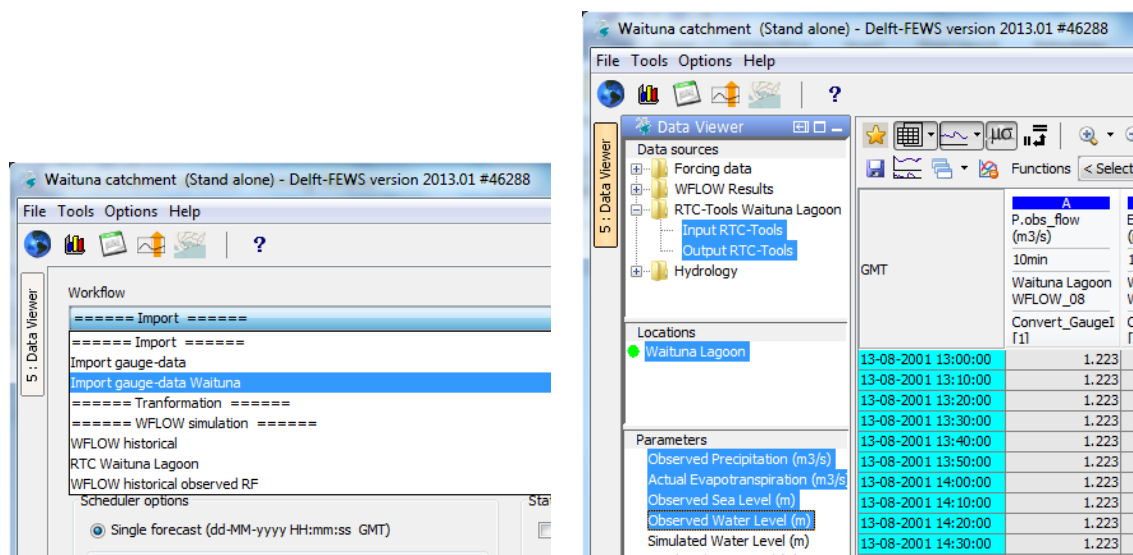 Waituna catchment (Stand alone) - Delft-FEWS version 2013.01 #46288
File Tools Options Help
?
5 : Data Viewer
Workflow
====== Import ======
====== Import ======
Import gauge-data
Import gauge-data Waituna
====== Tranformation ======
====== WFLOW simulation ======
WFLOW historical
RTC Waituna Lagoon
WFLOW historical observed RF
Scheduler options
Stat
Single forecast (dd-MM-yyyy HH:mm:ss GMT)
Waituna catchment (Stand alone) - Delft-FEWS version 2013.01 #46288
File Tools Options Help
?
5 : Data Viewer
Data Viewer
Data sources
Forcing data
WFLOW Results
RTC-Tools Waituna Lagoon
Input RTC-Tools
Output RTC-Tools
Hydrology
Locations
Waituna Lagoon
Parameters
Observed Precipitation (m3/s)
Actual Evapotranspiration (m3/s
Observed Sea Level (m)
Observed Water Level (m)
Simulated Water Level (m)
μσ
Functions < Select
GMT
A
P.obs_flow
(m3/s)
10min
Waituna Lagoon
WFLOW_08
Convert_GaugeI
[1]
13-08-2001 13:00:00 1.223
13-08-2001 13:10:00 1.223
13-08-2001 13:20:00 1.223
13-08-2001 13:30:00 1.223
13-08-2001 13:40:00 1.223
13-08-2001 13:50:00 1.223
13-08-2001 14:00:00 1.223
13-08-2001 14:10:00 1.223
13-08-2001 14:20:00 1.223
13-08-2001 14:30:00 1.223